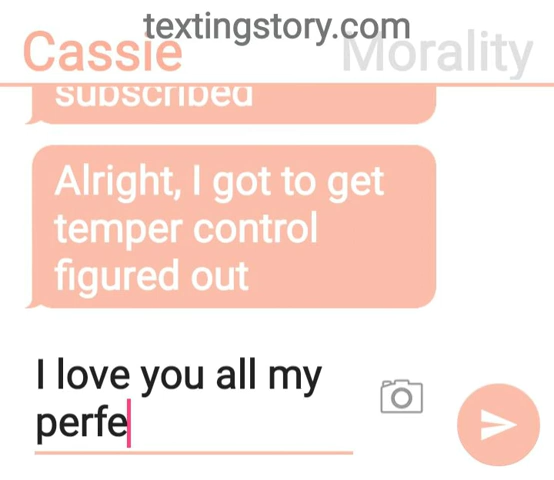 textingstory.com
Cassie
Morality
subscribed
Alright, I got to get
temper control
figured out
I love you all my
perfe